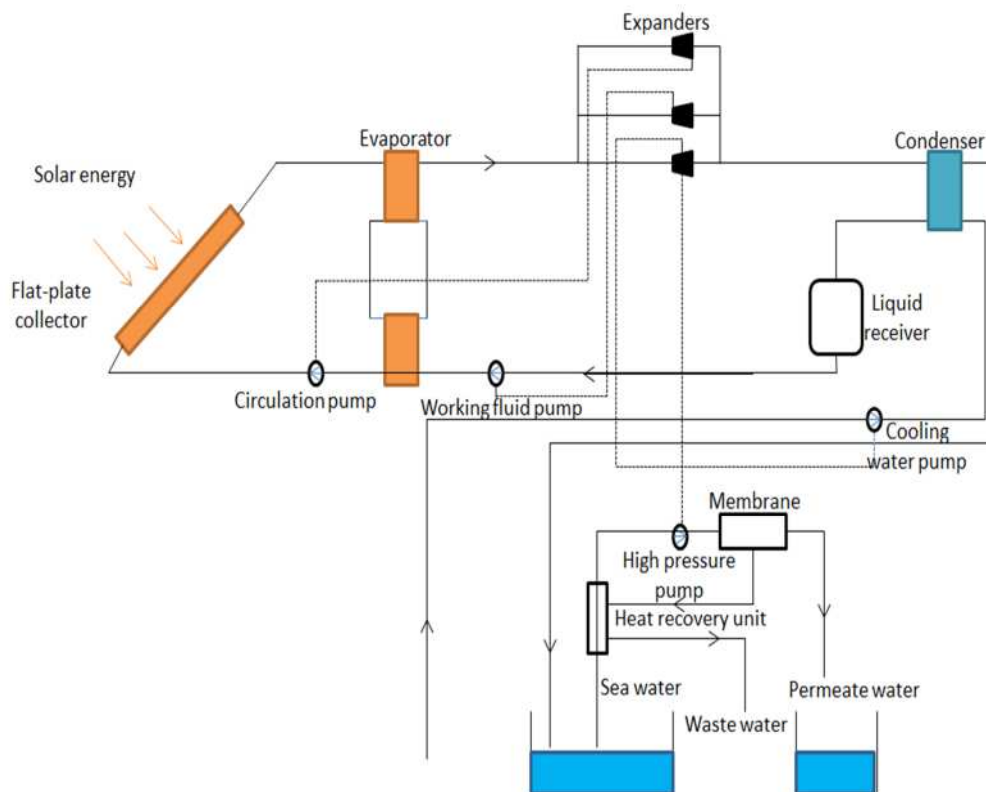 Expanders
Evaporator
Condenser
Solar energy
Flat-plate
collector
Liquid
receiver
Circulation pump
Working fluid pump
Cooling
water pump
Membrane
High pressure
pump
Heat recovery unit
Sea water
Permeate water
Waste water